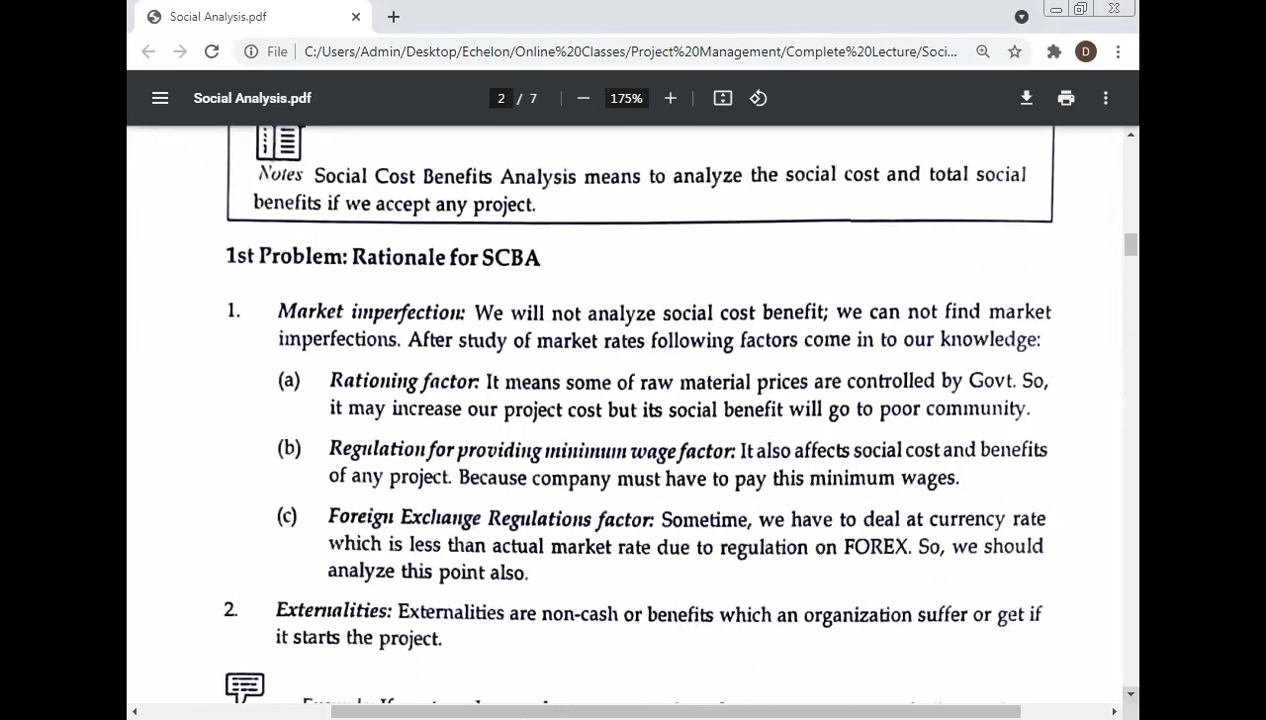 Social Analysis.pdf
File C:/Users/Admin/Desktop/Echelon/Online%20Classes/Project%20Management/Complete%20Lecture/Soci...
D
Social Analysis.pdf 2 / 7 175%
Notes Social Cost Benefits Analysis means to analyze the social cost and total social
benefits if we accept any project.
1st Problem: Rationale for SCBA
1. Market imperfection: We will not analyze social cost benefit; we can not find market
imperfections. After study of market rates following factors come in to our knowledge:
(a) Rationing factor: It means some of raw material prices are controlled by Govt. So,
it may increase our project cost but its social benefit will go to poor community.
(b) Regulation for providing minimum wage factor: It also affects social cost and benefits
of any project. Because company must have to pay this minimum wages.
(c) Foreign Exchange Regulations factor: Sometime, we have to deal at currency rate
which is less than actual market rate due to regulation on FOREX. So, we should
analyze this point also.
2. Externalities: Externalities are non-cash or benefits which an organization suffer or get if
it starts the project.